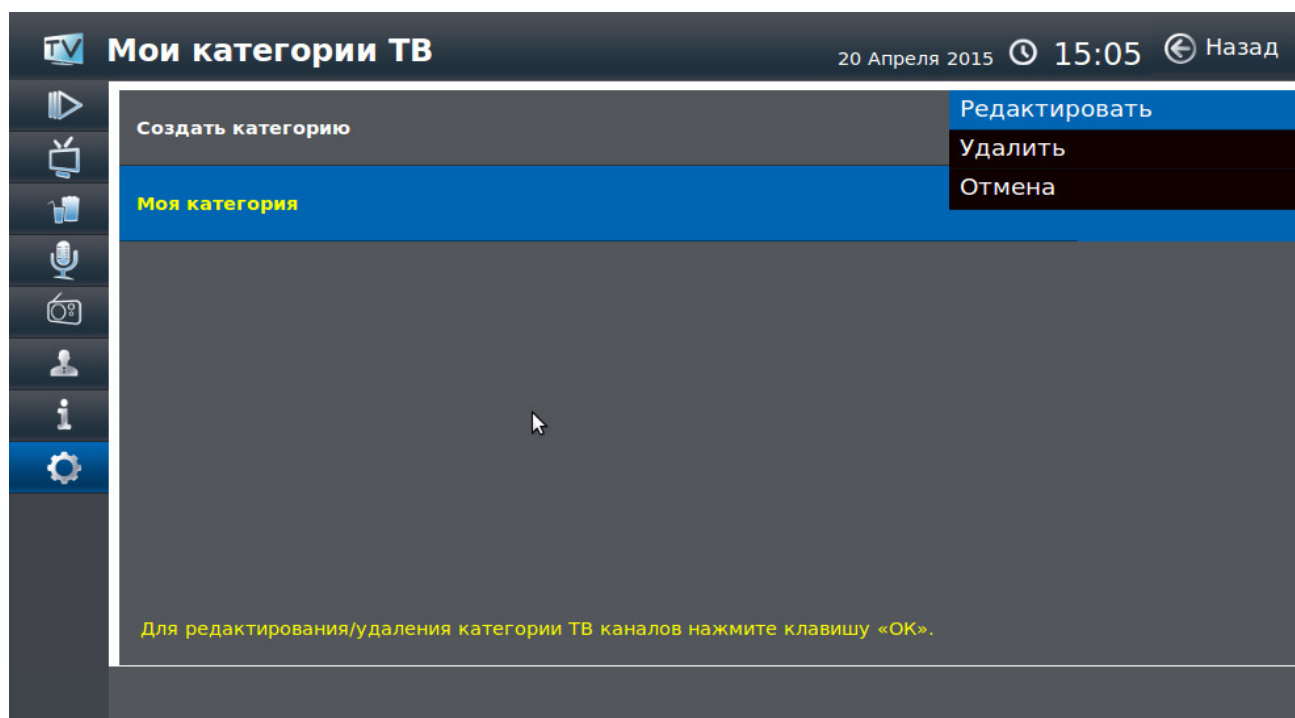 TV Мои категории ТВ 20 Апреля 2015 15:05 Назад
Создать категорию
Редактировать
Удалить
Отмена
Моя категория
Для редактирования/удаления категории ТВ каналов нажмите клавишу «ОК».